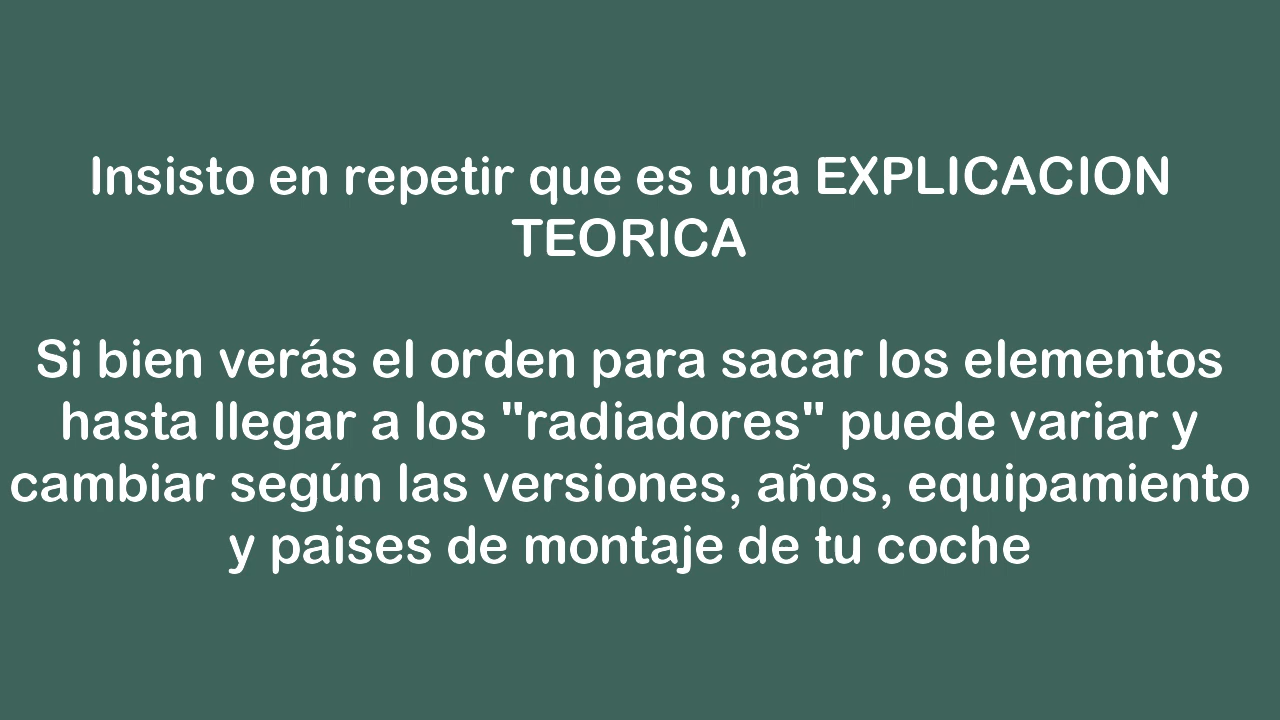 Insisto en repetir que es una EXPLICACION
TEORICA
Si bien verás el orden para sacar los elementos
hasta llegar a los "radiadores" puede variar y
cambiar según las versiones, años, equipamiento
y paises de montaje de tu coche